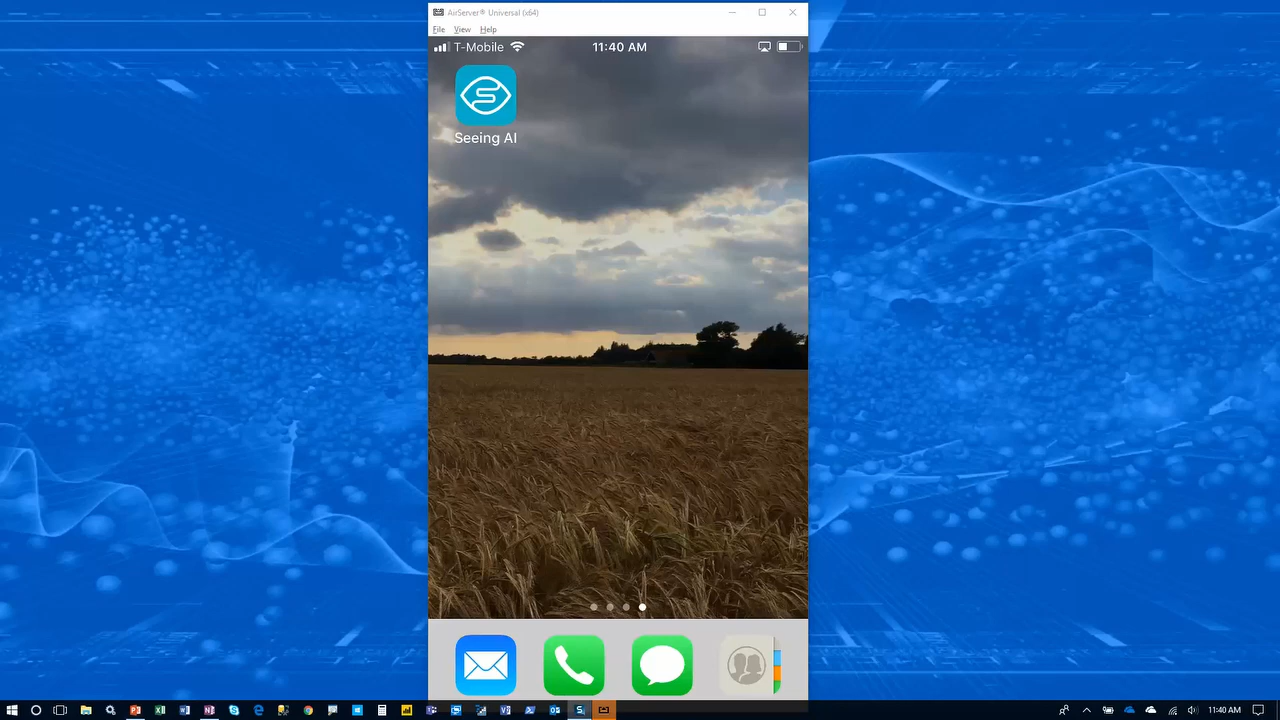 AirServer® Universal (x64)
File View Help
T-Mobile 11:40 AM
Seeing AI
11:40 AM